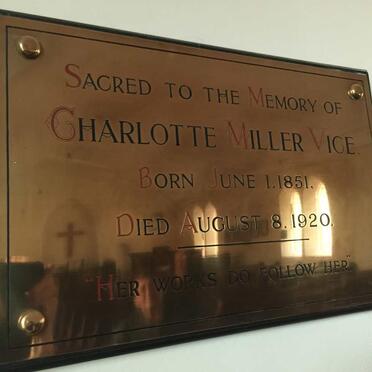 Sacred to the Memory of
Charlotte Miller Vice.
Born June 1. 1851.
Died August 8. 1920.
"Her works do follow her."